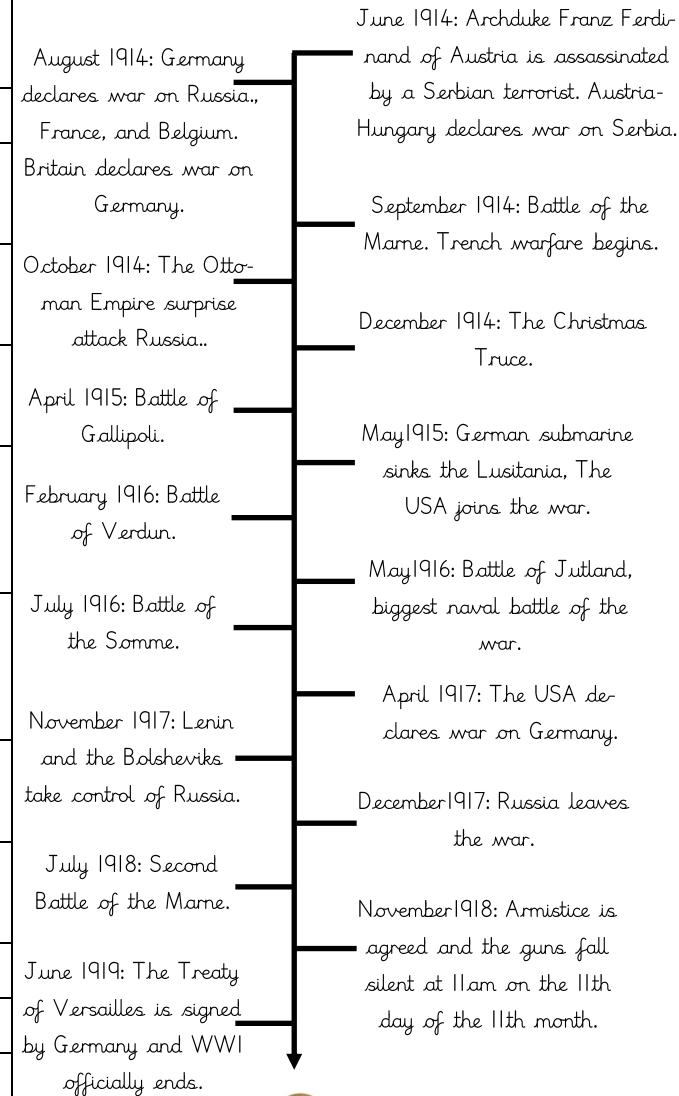 June 1914: Archduke Franz Ferdi-
nand of Austria is assassinated
by a Serbian terrorist. Austria-
Hungary declares war on Serbia.
August 1914: Germany
declares war on Russia.,
France, and Belgium.
Britain declares war on
Germany.
September 1914: Battle of the
Marne. Trench warfare begins..
October 1914: The Otto-
man Empire surprise
attack Russia..
December 1914: The Christmas
Truce.
April 1915: Battle of
Gallipoli.
May1915: German submarine
sinks the Lusitania, The
USA joins the war.
February 1916: Battle
of Verdun.
May1916: Battle of Jutland,
biggest naval battle of the
war.
July 1916: Battle of
the Somme.
April 1917: The USA de-
clares war on Germany.
November 1917: Lenin
and the Bolsheviks
take control of Russia.
December1917: Russia leaves
the war.
July 1918: Second
Battle of the Marne.
November1918: Armistice is
agreed and the guns fall
silent at 11am on the 11th
day of the 11th month.
June 1919: The Treaty
of Versailles is signed
by Germany and WW1
officially ends.